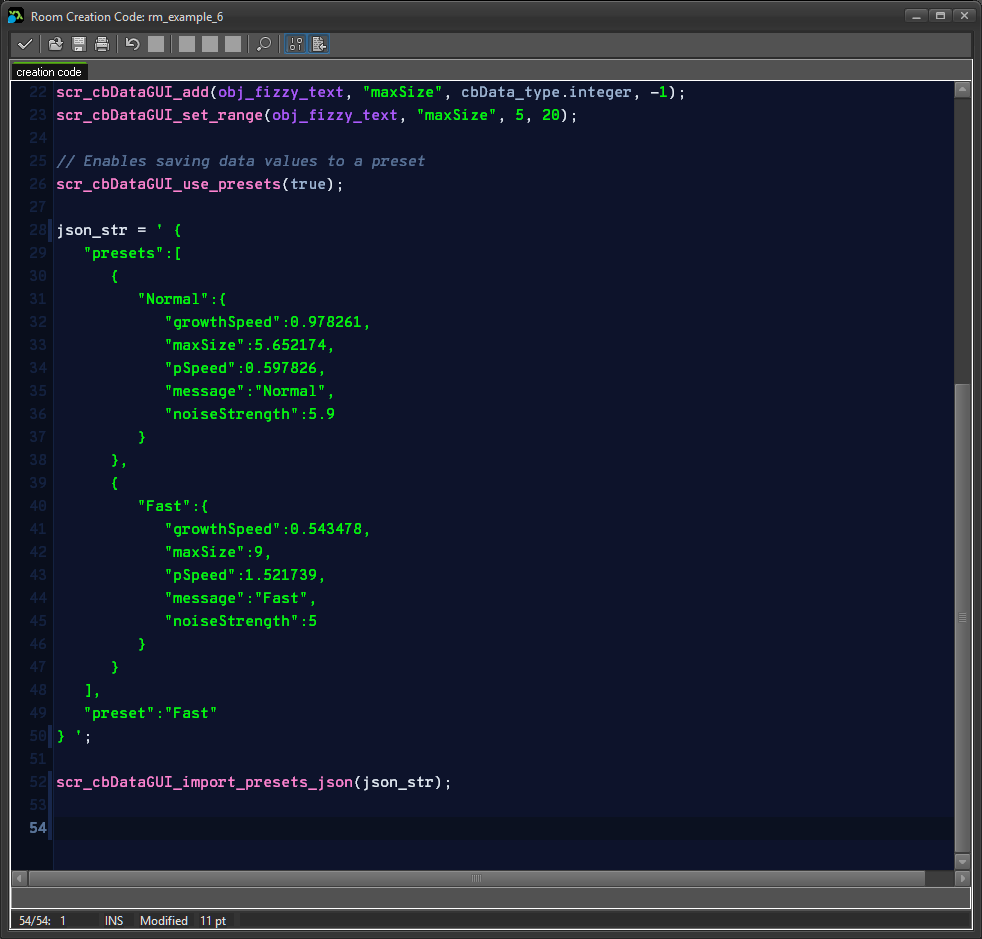 Room Creation Code: rm_example_6
creation code
22 scr_cbDataGUI_add(obj_fizzy_text, "maxSize", cbData_type.integer, -1);
23 scr_cbDataGUI_set_range(obj_fizzy_text, "maxSize", 5, 20);
24
25 // Enables saving data values to a preset
26 scr_cbDataGUI_use_presets(true);
27
28 json_str = ' {
29 "presets":[
30 {
31 "Normal":{
32 "growthSpeed":0.978261,
33 "maxSize":5.652174,
34 "pSpeed":0.597826,
35 "message":"Normal",
36 "noiseStrength":5.9
37 }
38 },
39 {
40 "Fast":{
41 "growthSpeed":0.543478,
42 "maxSize":9,
43 "pSpeed":1.521739,
44 "message":"Fast",
45 "noiseStrength":5
46 }
47 }
48 ],
49 "preset":"Fast"
50 } ';
51
52 scr_cbDataGUI_import_presets_json(json_str);
53
54
54/54: 1 INS Modified 11 pt